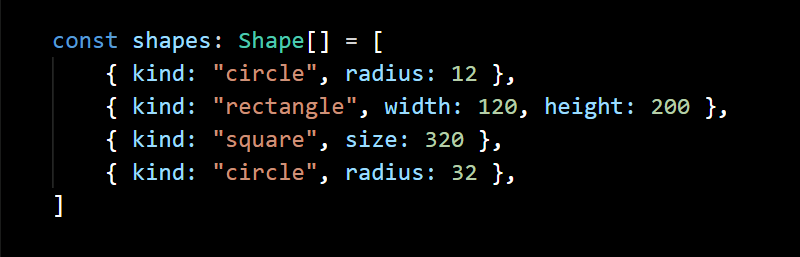 const shapes: Shape[] = [
    { kind: "circle", radius: 12 },
    { kind: "rectangle", width: 120, height: 200 },
    { kind: "square", size: 320 },
    { kind: "circle", radius: 32 },
]